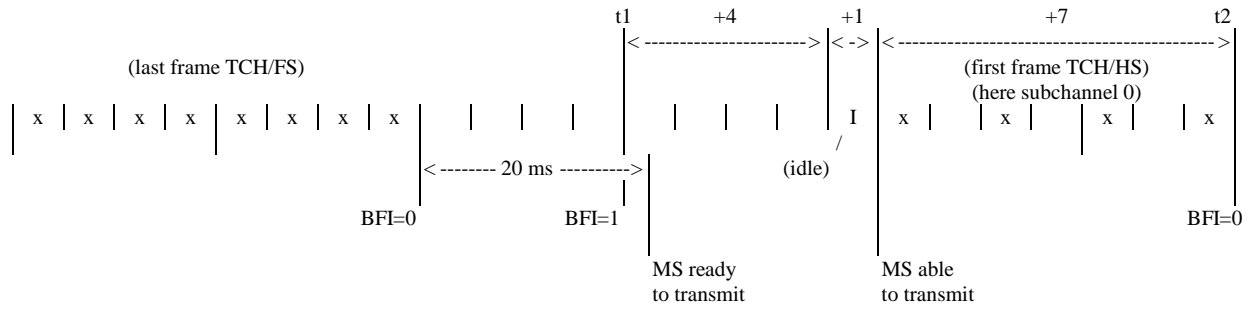 t1 +4 +1 +7 t2
< -----------------------> < -> < --------------------------------------------->
(last frame TCH/FS) (first frame TCH/HS)
(here subchannel 0)
x x x x x x x x I x x x x
/
< -------- 20 ms ----------> (idle)
BFI=0 BFI=1 BFI=0
MS ready MS able
to transmit to transmit